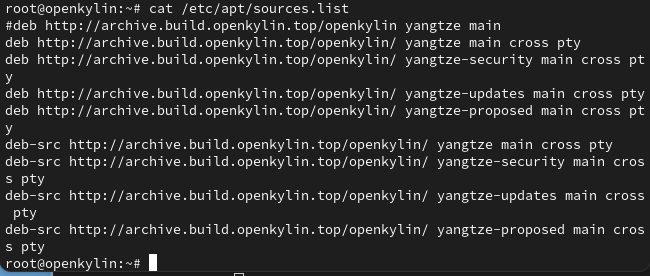 root@openkylin:~# cat /etc/apt/sources.list
#deb http://archive.build.openkylin.top/openkylin yangtze main
deb http://archive.build.openkylin.top/openkylin/ yangtze main cross pty
deb http://archive.build.openkylin.top/openkylin/ yangtze-security main cross pt
y
deb http://archive.build.openkylin.top/openkylin/ yangtze-updates main cross pty
deb http://archive.build.openkylin.top/openkylin/ yangtze-proposed main cross pt
y
deb-src http://archive.build.openkylin.top/openkylin/ yangtze main cross pty
deb-src http://archive.build.openkylin.top/openkylin/ yangtze-security main cros
s pty
deb-src http://archive.build.openkylin.top/openkylin/ yangtze-updates main cross
 pty
deb-src http://archive.build.openkylin.top/openkylin/ yangtze-proposed main cros
s pty
root@openkylin:~#